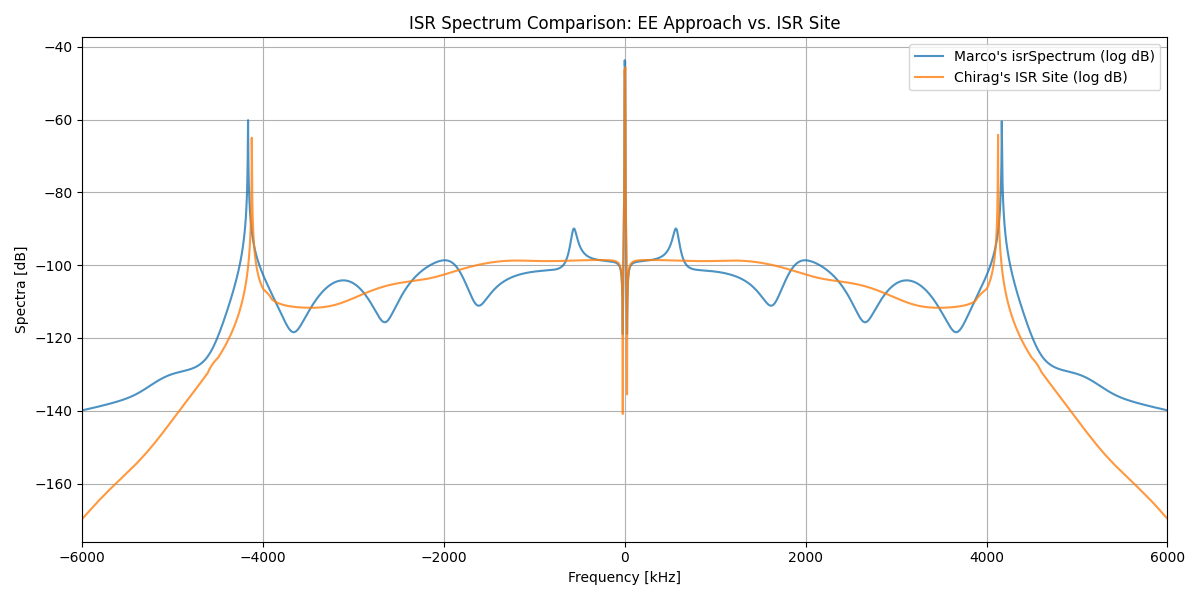 ISR Spectrum Comparison: EE Approach vs. ISR Site
Marco's isrSpectrum (log dB)
Chirag's ISR Site (log dB)
Spectra [dB]
−40
−60
−80
−100
−120
−140
−160
−6000 −4000 −2000 0 2000 4000 6000
Frequency [kHz]